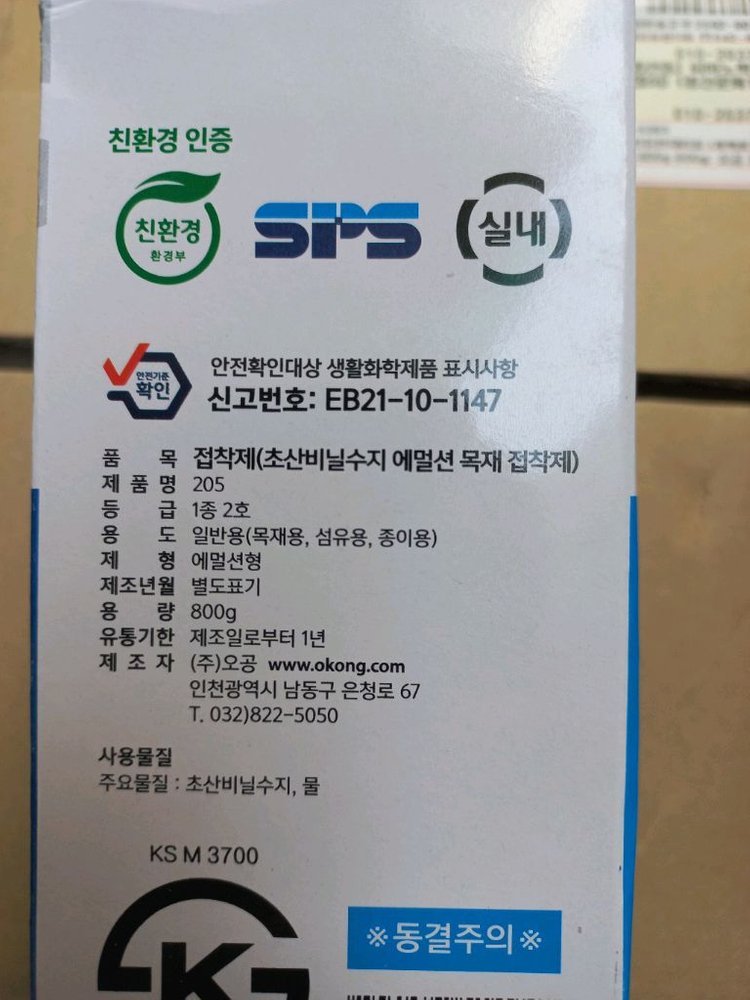 친환경 인증
친환경
환경부
SPS
실내
안전기준
확인
안전확인대상 생활화학제품 표시사항
신고번호: EB21-10-1147
품 목 접착제(초산비닐수지 에멀션 목재 접착제)
제 품 명 205
등 급 1종 2호
용 도 일반용(목재용, 섬유용, 종이용)
제 형 에멀션형
제조년월 별도표기
용 량 800g
유통기한 제조일로부터 1년
제 조 자 (주)오공 www.okong.com
인천광역시 남동구 은청로 67
T. 032)822-5050
사용물질
주요물질 : 초산비닐수지, 물
KS M 3700
※동결주의※